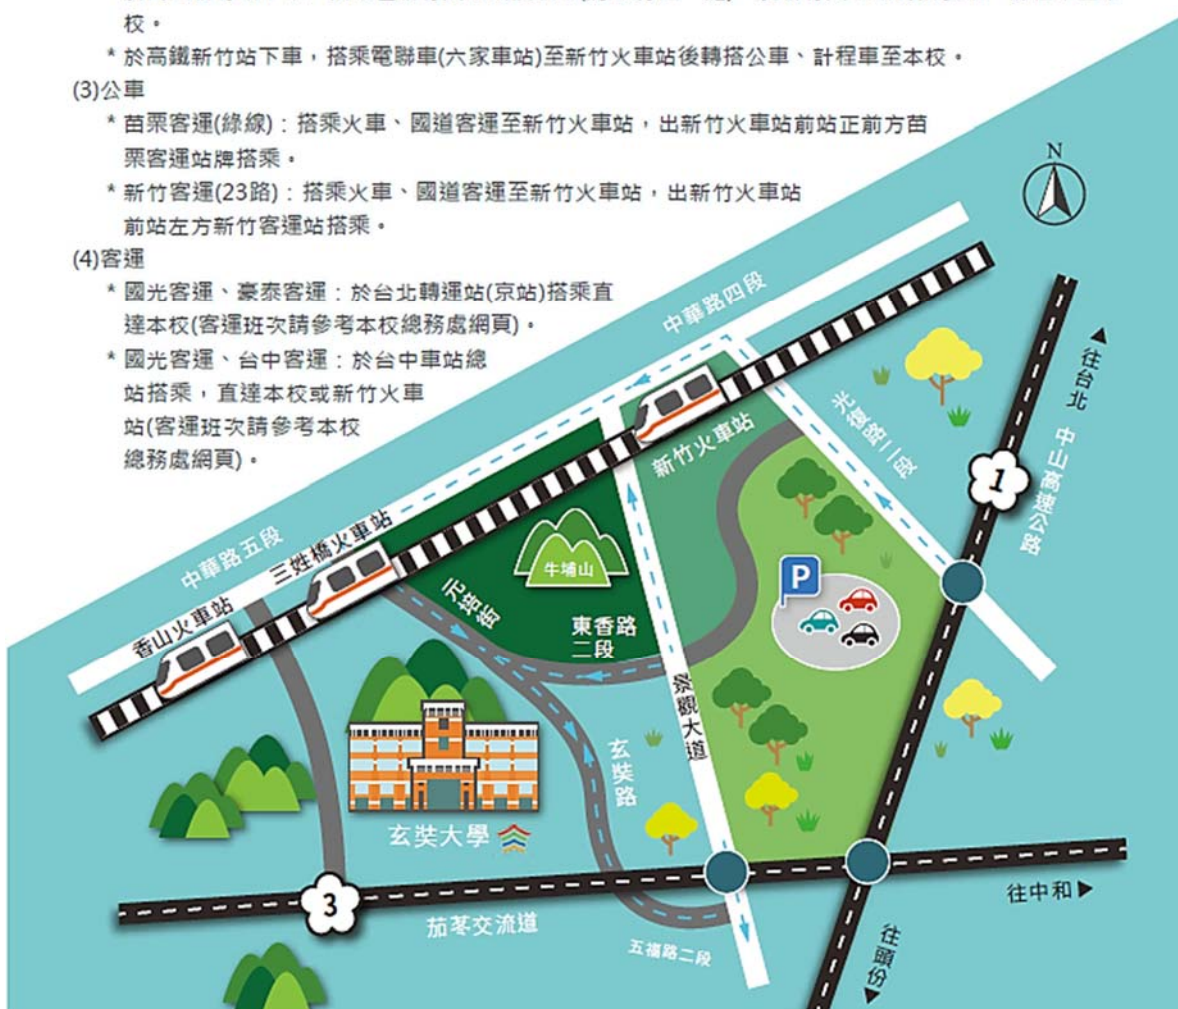 校。
* 於高鐵新竹站下車，搭乘電聯車(六家車站)至新竹火車站後轉搭公車、計程車至本校。
(3)公車
* 苗栗客運(綠線)：搭乘火車、國道客運至新竹火車站，出新竹火車站前站正前方苗
栗客運站牌搭乘。
* 新竹客運(23路)：搭乘火車、國道客運至新竹火車站，出新竹火車站
前站左方新竹客運站搭乘。
(4)客運
* 國光客運、豪泰客運：於台北轉運站(京站)搭乘直
達本校(客運班次請參考本校總務處網頁)。
* 國光客運、台中客運：於台中車站總
站搭乘，直達本校或新竹火車
站(客運班次請參考本校
總務處網頁)。
N
中華路四段
▲往台北
中山高速公路
光復路二段
新竹火車站
1
中華路五段
三姓橋火車站
香山火車站
元培街
牛埔山
P
東香路
二段
景觀大道
玄奘路
玄奘大學
3
茄苳交流道
五福路二段
往中和▶
往頭份▼